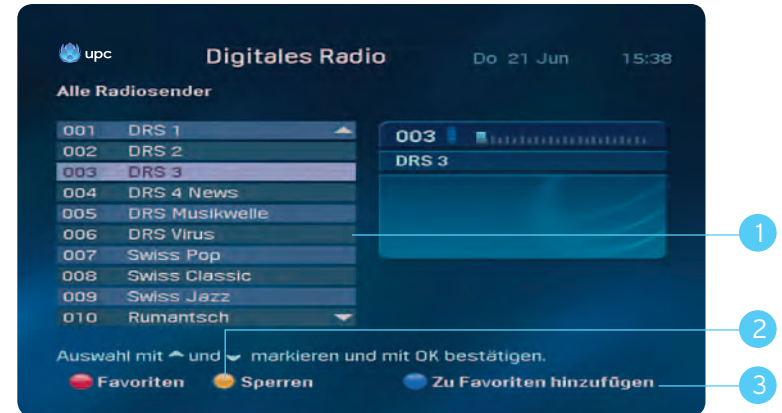 upc Digitales Radio Do 21 Jun 15:38
Alle Radiosender
001 DRS 1
002 DRS 2
003 DRS 3
004 DRS 4 News
005 DRS Musikwelle
006 DRS Virus
007 Swiss Pop
008 Swiss Classic
009 Swiss Jazz
010 Rumantsch
003
DRS 3
1
2
Auswahl mit und markieren und mit OK bestätigen.
Favoriten Sperren Zu Favoriten hinzufügen 3